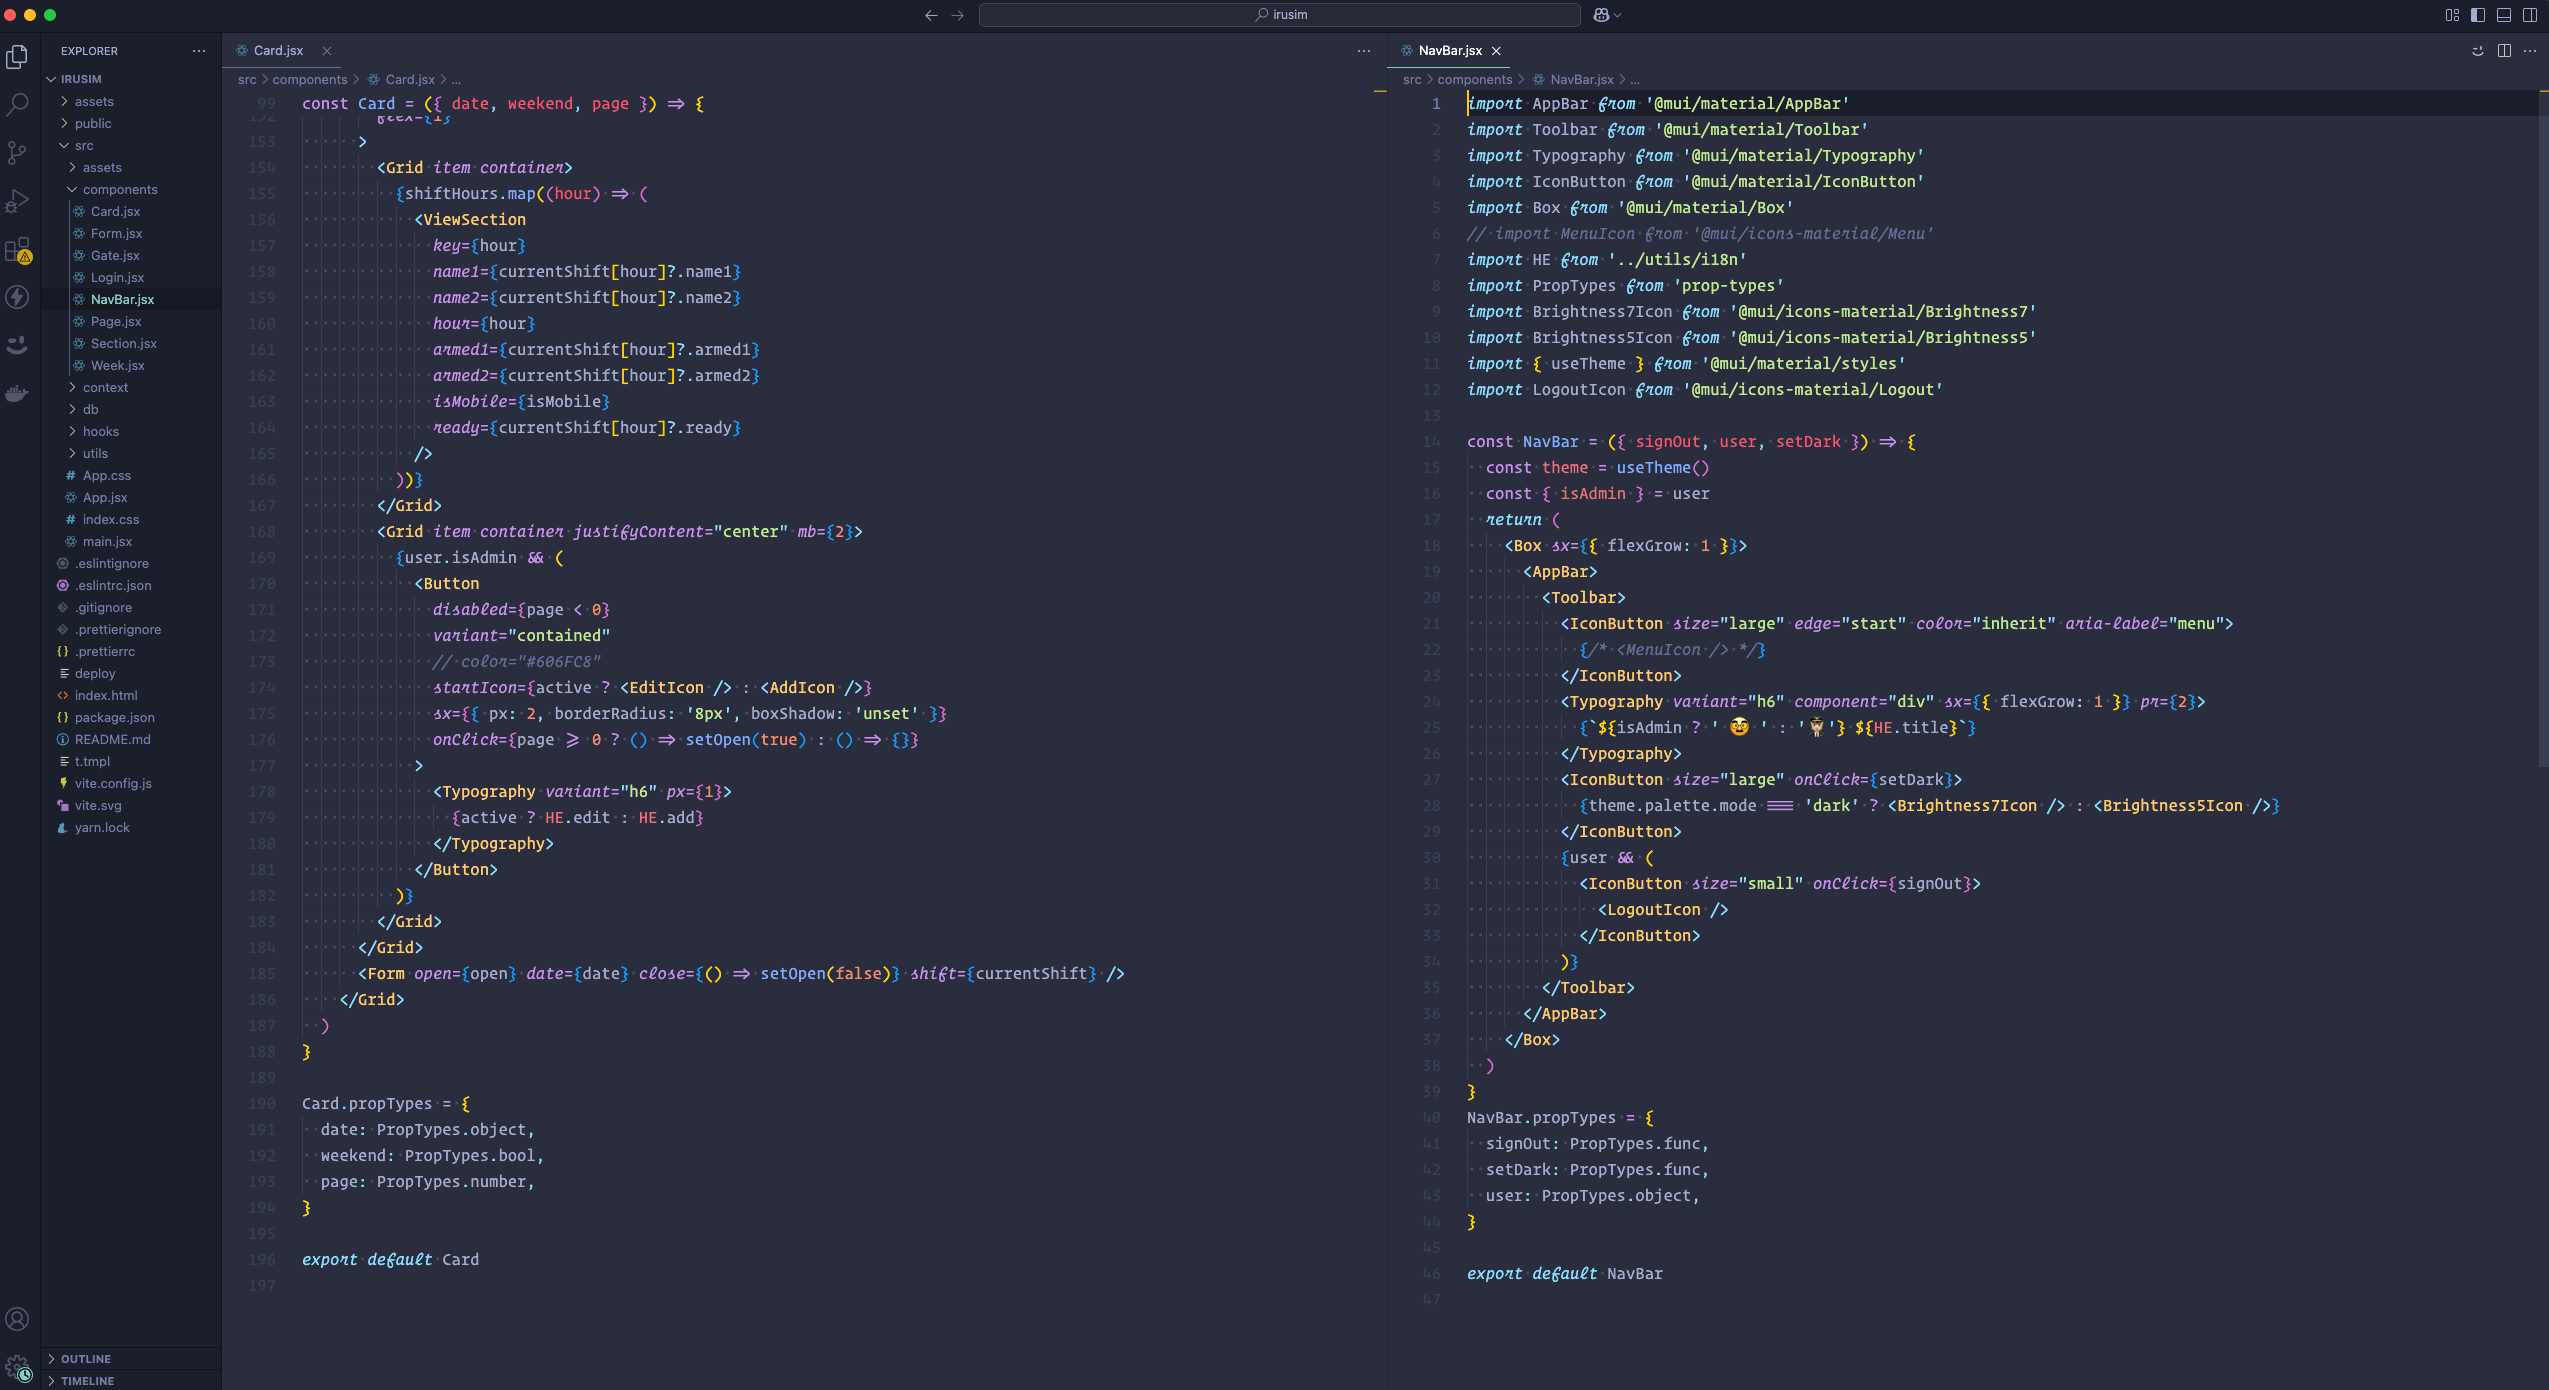 irusim
EXPLORER
IRUSIM
assets
public
src
assets
components
Card.jsx
Form.jsx
Gate.jsx
Login.jsx
NavBar.jsx
Page.jsx
Section.jsx
Week.jsx
context
db
hooks
utils
# App.css
App.jsx
# index.css
main.jsx
.eslintignore
.eslintrc.json
.gitignore
.prettierignore
{} .prettierrc
deploy
<> index.html
{} package.json
README.md
t.tmpl
vite.config.js
vite.svg
yarn.lock
OUTLINE
TIMELINE
Card.jsx
src > components > Card.jsx > ...
99 const Card = ({ date, weekend, page }) => {
152 flex={1}
153 >
154 <Grid item container>
155 {shiftHours.map((hour) => (
156 <ViewSection
157 key={hour}
158 name1={currentShift[hour]?.name1}
159 name2={currentShift[hour]?.name2}
160 hour={hour}
161 armed1={currentShift[hour]?.armed1}
162 armed2={currentShift[hour]?.armed2}
163 isMobile={isMobile}
164 ready={currentShift[hour]?.ready}
165 />
166 ))}
167 </Grid>
168 <Grid item container justifyContent="center" mb={2}>
169 {user.isAdmin && (
170 <Button
171 disabled={page < 0}
172 variant="contained"
173 // color="#606FC8"
174 startIcon={active ? <EditIcon /> : <AddIcon />}
175 sx={{ px: 2, borderRadius: '8px', boxShadow: 'unset' }}
176 onClick={page >= 0 ? () => setOpen(true) : () => {}}
177 >
178 <Typography variant="h6" px={1}>
179 {active ? HE.edit : HE.add}
180 </Typography>
181 </Button>
182 )}
183 </Grid>
184 </Grid>
185 <Form open={open} date={date} close={() => setOpen(false)} shift={currentShift} />
186 </Grid>
187 )
188 }
189
190 Card.propTypes = {
191 date: PropTypes.object,
192 weekend: PropTypes.bool,
193 page: PropTypes.number,
194 }
195
196 export default Card
197
NavBar.jsx
src > components > NavBar.jsx > ...
1 import AppBar from '@mui/material/AppBar'
2 import Toolbar from '@mui/material/Toolbar'
3 import Typography from '@mui/material/Typography'
4 import IconButton from '@mui/material/IconButton'
5 import Box from '@mui/material/Box'
6 // import MenuIcon from '@mui/icons-material/Menu'
7 import HE from '../utils/i18n'
8 import PropTypes from 'prop-types'
9 import Brightness7Icon from '@mui/icons-material/Brightness7'
10 import Brightness5Icon from '@mui/icons-material/Brightness5'
11 import { useTheme } from '@mui/material/styles'
12 import LogoutIcon from '@mui/icons-material/Logout'
13
14 const NavBar = ({ signOut, user, setDark }) => {
15 const theme = useTheme()
16 const { isAdmin } = user
17 return (
18 <Box sx={{ flexGrow: 1 }}>
19 <AppBar>
20 <Toolbar>
21 <IconButton size="large" edge="start" color="inherit" aria-label="menu">
22 {/* <MenuIcon /> */}
23 </IconButton>
24 <Typography variant="h6" component="div" sx={{ flexGrow: 1 }} pr={2}>
25 {`${isAdmin ? ' 🥸 ' : '🕵️'} ${HE.title}`}
26 </Typography>
27 <IconButton size="large" onClick={setDark}>
28 {theme.palette.mode === 'dark' ? <Brightness7Icon /> : <Brightness5Icon />}
29 </IconButton>
30 {user && (
31 <IconButton size="small" onClick={signOut}>
32 <LogoutIcon />
33 </IconButton>
34 )}
35 </Toolbar>
36 </AppBar>
37 </Box>
38 )
39 }
40 NavBar.propTypes = {
41 signOut: PropTypes.func,
42 setDark: PropTypes.func,
43 user: PropTypes.object,
44 }
45
46 export default NavBar
47